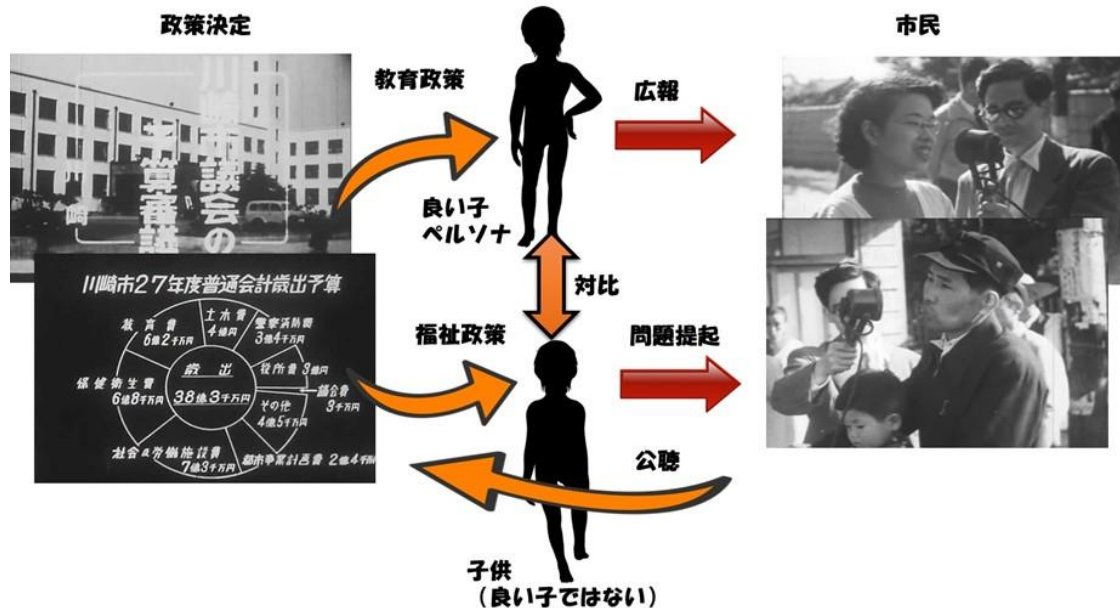 政策決定
市民
教育政策
広報
良い子
ペルソナ
対比
福祉政策
問題提起
公聴
子供
（良い子ではない）
川崎市議会の
予算審議
川崎
川崎市27年度普通会計歳出予算
土木費
4億円
警察消防費
3億4千万円
役所費 3億円
議会費
3千万円
その他
4億5千万円
都市事業計画費 2億4千万円
社会及労働施設費
7億3千万円
保健衛生費
6億8千万円
教育費
6億2千万円
歳出
38億3千万円